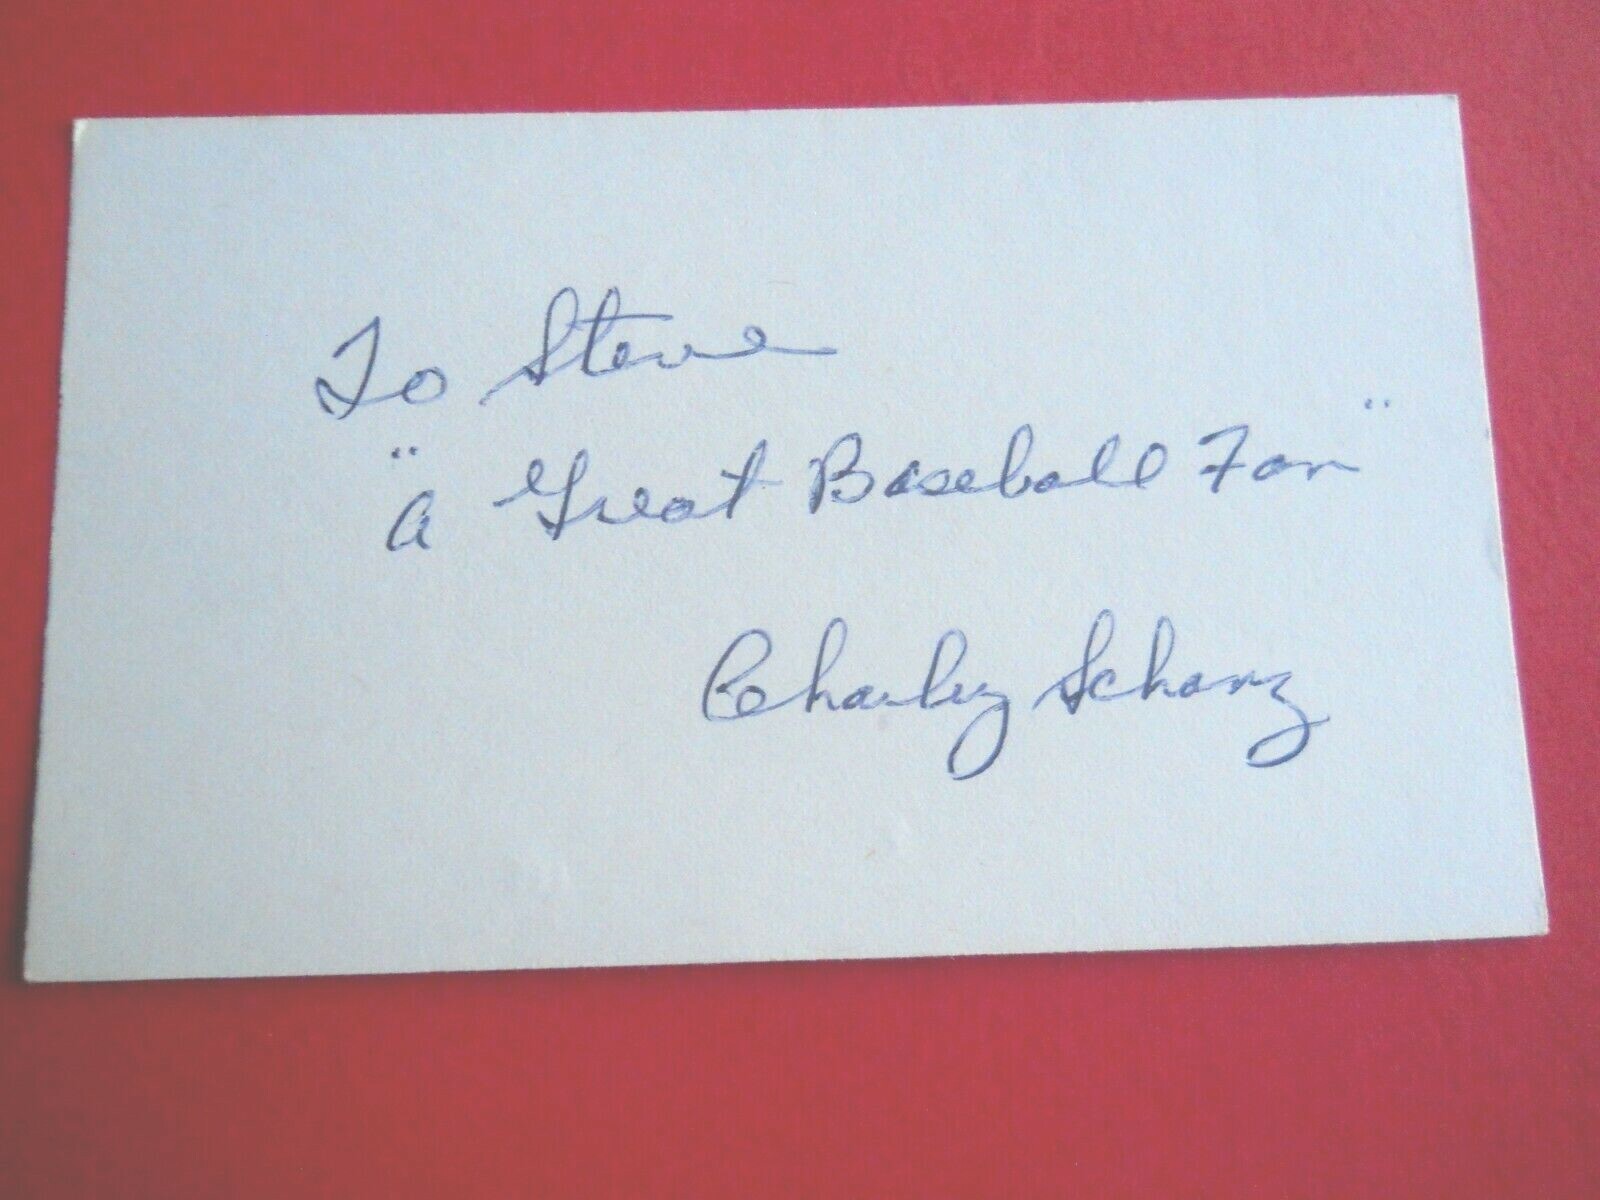 To Steve
"A Great Baseball Fan"
Charley Schanz